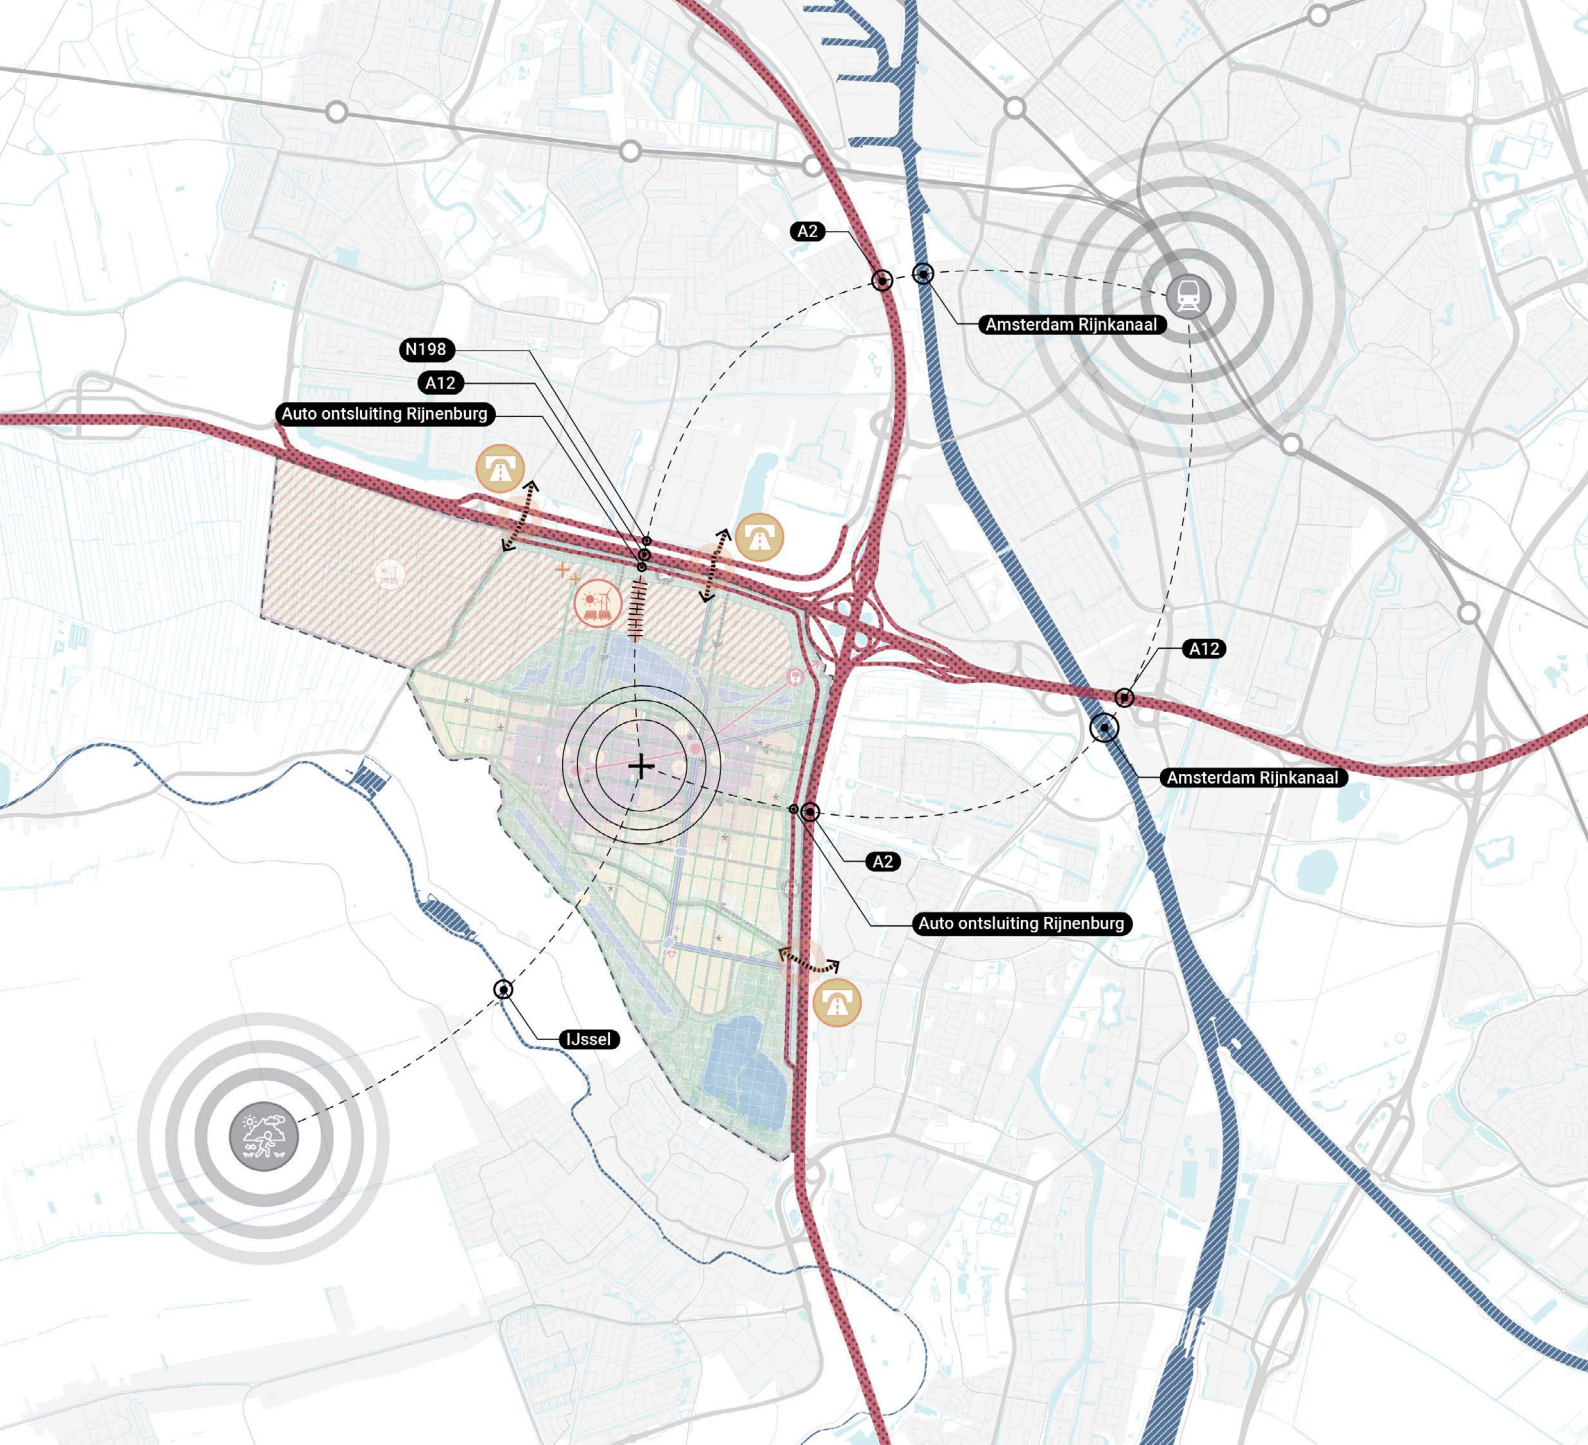 A2
Amsterdam Rijnkanaal
N198
A12
Auto ontsluiting Rijnenburg
A12
Amsterdam Rijnkanaal
A2
Auto ontsluiting Rijnenburg
IJssel